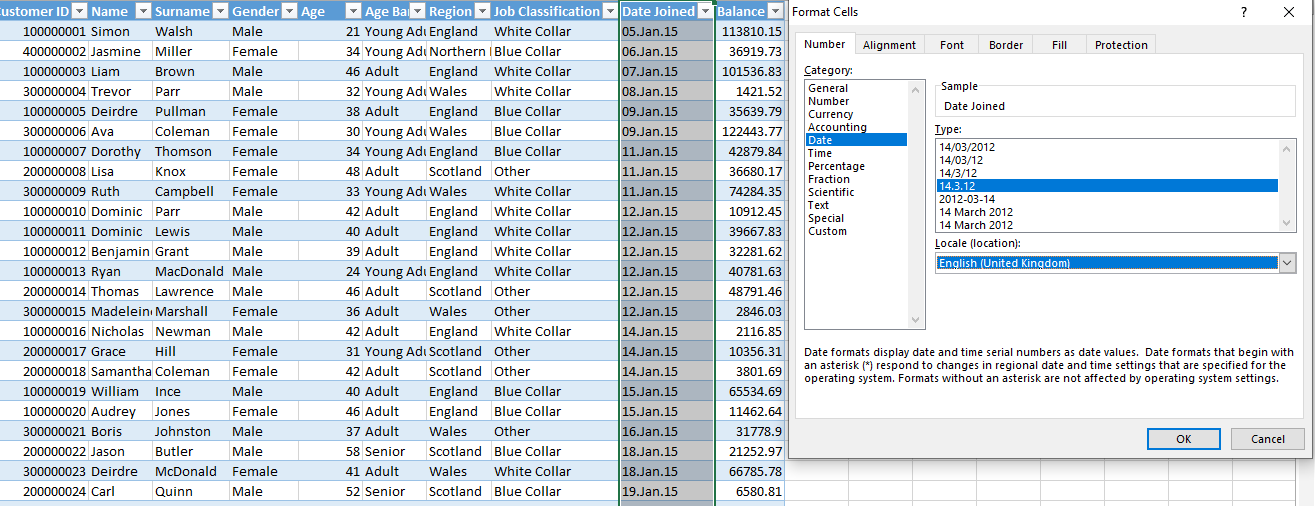 ustomer ID Name Surname Gender Age Age Bar Region Job Classification Date Joined Balance
100000001 Simon Walsh Male 21 Young Adu England White Collar 05.Jan.15 113810.15
400000002 Jasmine Miller Female 34 Young Adu Northern Blue Collar 06.Jan.15 36919.73
100000003 Liam Brown Male 46 Adult England White Collar 07.Jan.15 101536.83
300000004 Trevor Parr Male 32 Young Adu Wales White Collar 08.Jan.15 1421.52
100000005 Deirdre Pullman Female 38 Adult England Blue Collar 09.Jan.15 35639.79
300000006 Ava Coleman Female 30 Young Adu Wales Blue Collar 09.Jan.15 122443.77
100000007 Dorothy Thomson Female 34 Young Adu England Blue Collar 11.Jan.15 42879.84
200000008 Lisa Knox Female 48 Adult Scotland Other 11.Jan.15 36680.17
300000009 Ruth Campbell Female 33 Young Adu Wales White Collar 11.Jan.15 74284.35
100000010 Dominic Parr Male 42 Adult England White Collar 12.Jan.15 10912.45
100000011 Dominic Lewis Male 40 Adult England White Collar 12.Jan.15 39667.83
100000012 Benjamin Grant Male 39 Adult England White Collar 12.Jan.15 32281.62
100000013 Ryan MacDonald Male 24 Young Adu England White Collar 12.Jan.15 40781.63
200000014 Thomas Lawrence Male 46 Adult Scotland Other 12.Jan.15 48791.46
300000015 Madelein Marshall Female 36 Adult Wales Other 12.Jan.15 2846.03
100000016 Nicholas Newman Male 42 Adult England White Collar 14.Jan.15 2116.85
200000017 Grace Hill Female 31 Young Adu Scotland Other 14.Jan.15 10356.31
200000018 Samantha Coleman Female 42 Adult Scotland Other 14.Jan.15 3801.69
100000019 William Ince Male 40 Adult England Blue Collar 15.Jan.15 65534.69
100000020 Audrey Jones Female 46 Adult England Blue Collar 15.Jan.15 11462.64
300000021 Boris Johnston Male 37 Adult Wales Other 16.Jan.15 31778.9
200000022 Jason Butler Male 58 Senior Scotland Blue Collar 18.Jan.15 21252.97
300000023 Deirdre McDonald Female 41 Adult Wales White Collar 18.Jan.15 66785.78
200000024 Carl Quinn Male 52 Senior Scotland Blue Collar 19.Jan.15 6580.81
Format Cells
Number Alignment Font Border Fill Protection
Category:
General
Number
Currency
Accounting
Date
Time
Percentage
Fraction
Scientific
Text
Special
Custom
Sample
Date Joined
Type:
14/03/2012
14/03/12
14/3/12
14.3.12
2012-03-14
14 March 2012
14 March 2012
Locale (location):
English (United Kingdom)
Date formats display date and time serial numbers as date values. Date formats that begin with
an asterisk (*) respond to changes in regional date and time settings that are specified for the
operating system. Formats without an asterisk are not affected by operating system settings.
OK Cancel